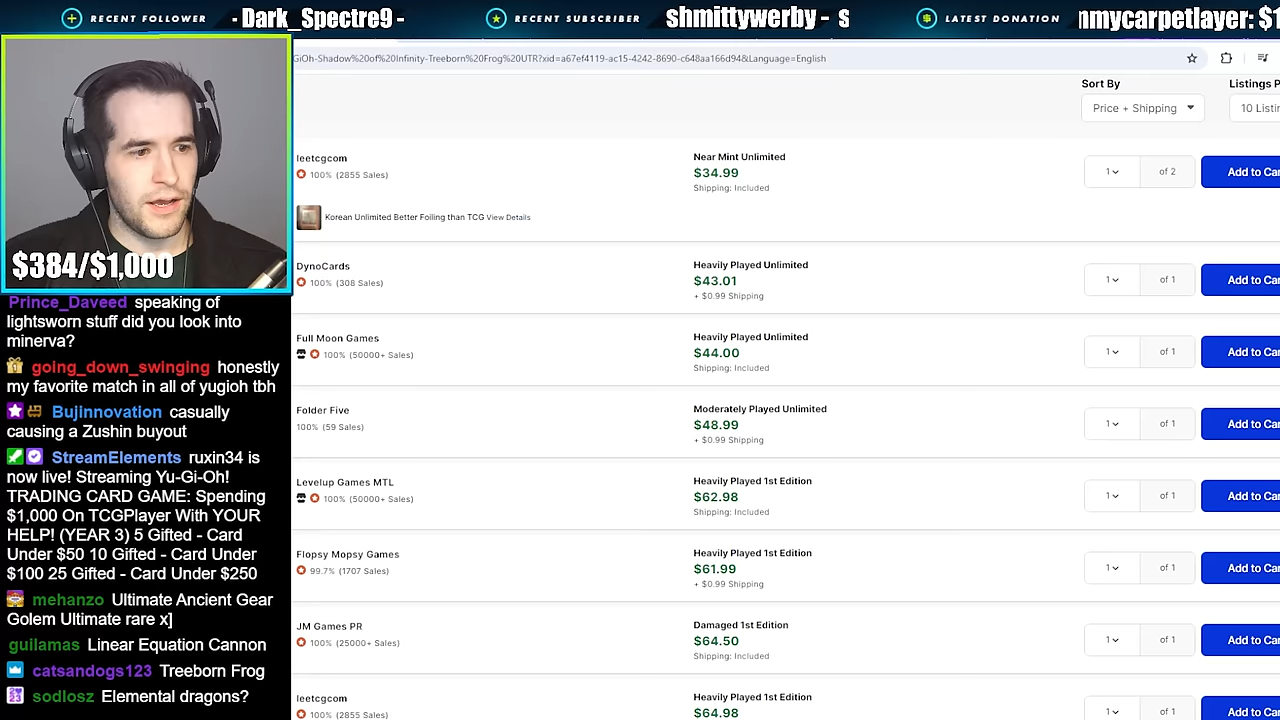 RECENT FOLLOWER
- Dark_Spectre9 -
RECENT SUBSCRIBER
shmittywerby - s
LATEST DONATION
mycarpetlayer: $1
GiOh-Shadow%20of%20Infinity-Treeborn%20Frog%20UTR?xid=a67ef4119-ac15-4242-8690-c648aa166d94&Language=English
Sort By
Listings P
Price + Shipping
10 Listin
leetcgcom
100% (2855 Sales)
Near Mint Unlimited
$34.99
Shipping: Included
1
of 2
Add to Car
Korean Unlimited Better Foiling than TCG View Details
DynoCards
100% (308 Sales)
Heavily Played Unlimited
$43.01
+ $0.99 Shipping
1
of 1
Add to Car
Full Moon Games
100% (50000+ Sales)
Heavily Played Unlimited
$44.00
Shipping: Included
1
of 1
Add to Car
Folder Five
100% (59 Sales)
Moderately Played Unlimited
$48.99
+ $0.99 Shipping
1
of 1
Add to Car
Levelup Games MTL
100% (50000+ Sales)
Heavily Played 1st Edition
$62.98
Shipping: Included
1
of 1
Add to Car
Flopsy Mopsy Games
99.7% (1707 Sales)
Heavily Played 1st Edition
$61.99
+ $0.99 Shipping
1
of 1
Add to Car
JM Games PR
100% (25000+ Sales)
Damaged 1st Edition
$64.50
Shipping: Included
1
of 1
Add to Car
leetcgcom
100% (2855 Sales)
Heavily Played 1st Edition
$64.98
1
of 1
Add to Car
$384/$1,000
Prince_Daveed speaking of
lightsworn stuff did you look into
minerva?
going_down_swinging honestly
my favorite match in all of yugioh tbh
Bujinnovation casually
causing a Zushin buyout
StreamElements ruxin34 is
now live! Streaming Yu-Gi-Oh!
TRADING CARD GAME: Spending
$1,000 On TCGPlayer With YOUR
HELP! (YEAR 3) 5 Gifted - Card
Under $50 10 Gifted - Card Under
$100 25 Gifted - Card Under $250
mehanzo Ultimate Ancient Gear
Golem Ultimate rare x]
guilamas Linear Equation Cannon
catsandogs123 Treeborn Frog
23
sodlosz Elemental dragons?